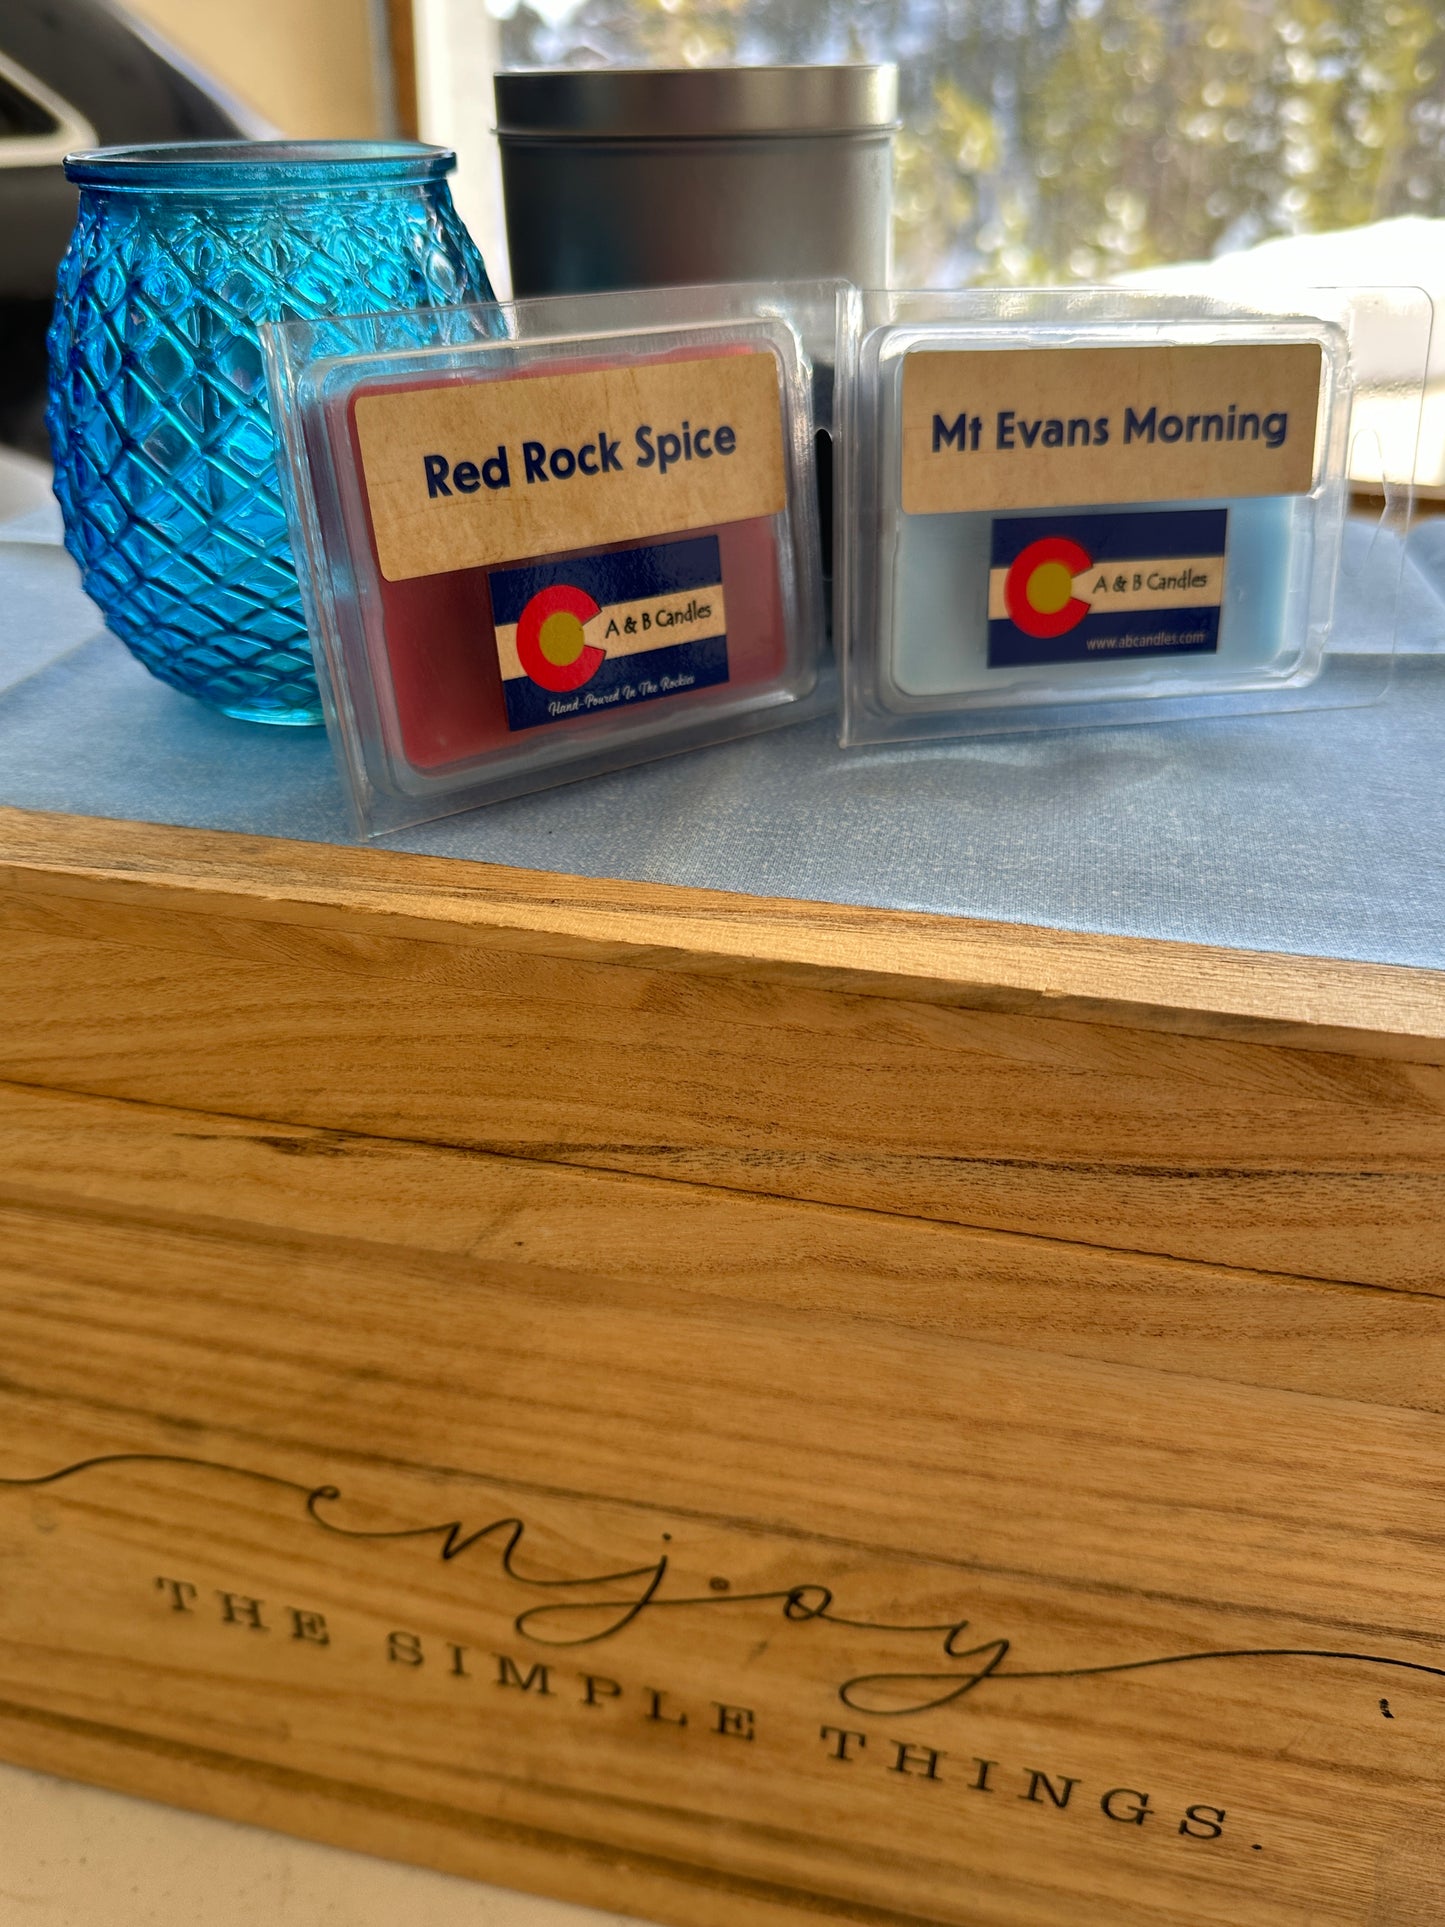 Red Rock Spice
A & B Candles
Hand-Poured In The Rockies
Mt Evans Morning
A & B Candles
www.abcandles.com
enjoy
THE SIMPLE THINGS.